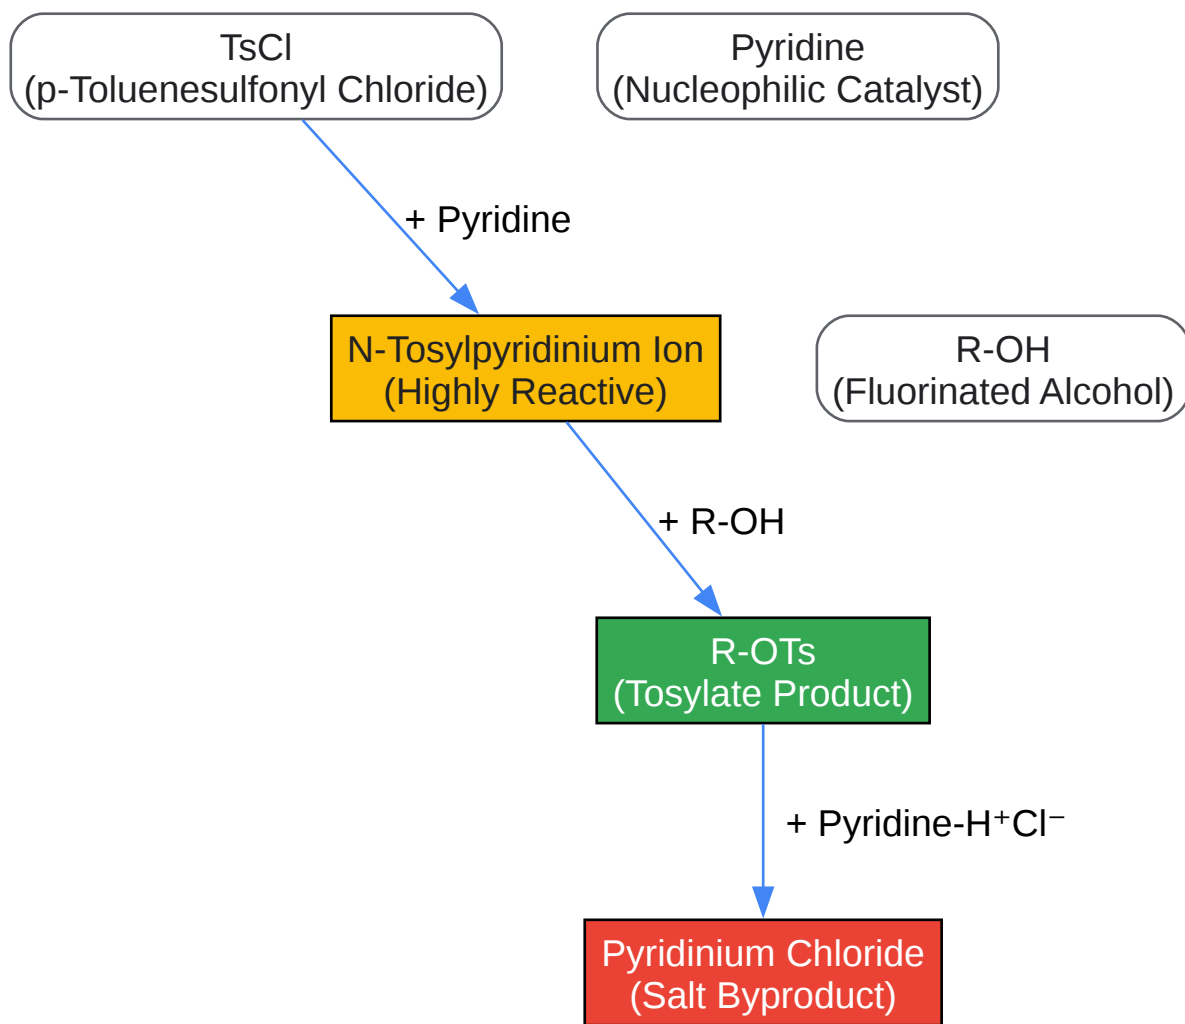 TsCl
(p-Toluenesulfonyl Chloride)
Pyridine
(Nucleophilic Catalyst)
+ Pyridine
N-Tosylpyridinium Ion
(Highly Reactive)
R-OH
(Fluorinated Alcohol)
+ R-OH
R-OTs
(Tosylate Product)
+ Pyridine-H⁺Cl⁻
Pyridinium Chloride
(Salt Byproduct)